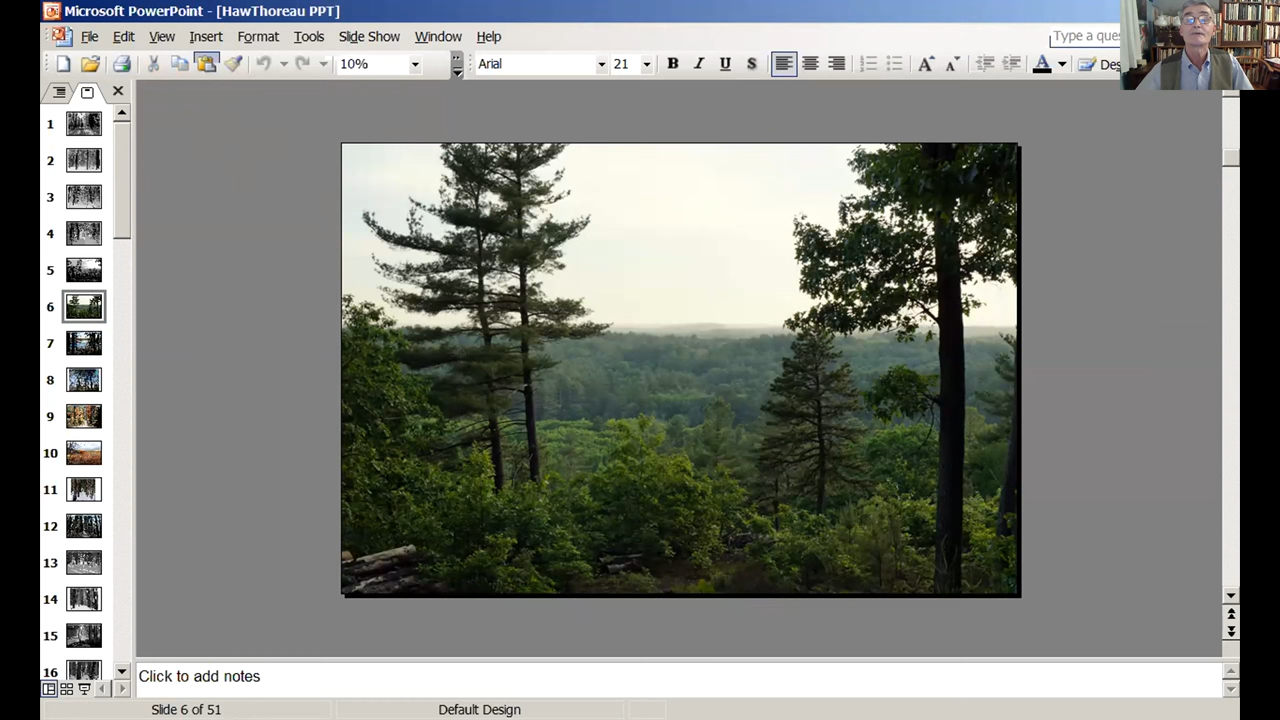 Microsoft PowerPoint - [HawThoreau PPT]
File Edit View Insert Format Tools Slide Show Window Help
Type a ques
10% Arial 21 B I U S A A A Des
1
2
3
4
5
6
7
8
9
10
11
12
13
14
15
16
Click to add notes
Slide 6 of 51 Default Design